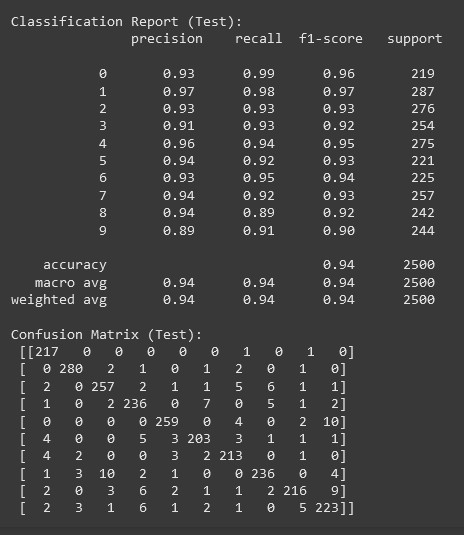 Classification Report (Test):
precision recall f1-score support
0 0.93 0.99 0.96 219
1 0.97 0.98 0.97 287
2 0.93 0.93 0.93 276
3 0.91 0.93 0.92 254
4 0.96 0.94 0.95 275
5 0.94 0.92 0.93 221
6 0.93 0.95 0.94 225
7 0.94 0.92 0.93 257
8 0.94 0.89 0.92 242
9 0.89 0.91 0.90 244
accuracy 0.94 2500
macro avg 0.94 0.94 0.94 2500
weighted avg 0.94 0.94 0.94 2500
Confusion Matrix (Test):
[[217 0 0 0 0 0 1 0 1 0]
[ 0 280 2 1 0 1 2 0 1 0]
[ 2 0 257 2 1 1 5 6 1 1]
[ 1 0 2 236 0 7 0 5 1 2]
[ 0 0 0 0 259 0 4 0 2 10]
[ 4 0 0 5 3 203 3 1 1 1]
[ 4 2 0 0 3 2 213 0 1 0]
[ 1 3 10 2 1 0 0 236 0 4]
[ 2 0 3 6 2 1 1 2 216 9]
[ 2 3 1 6 1 2 1 0 5 223]]